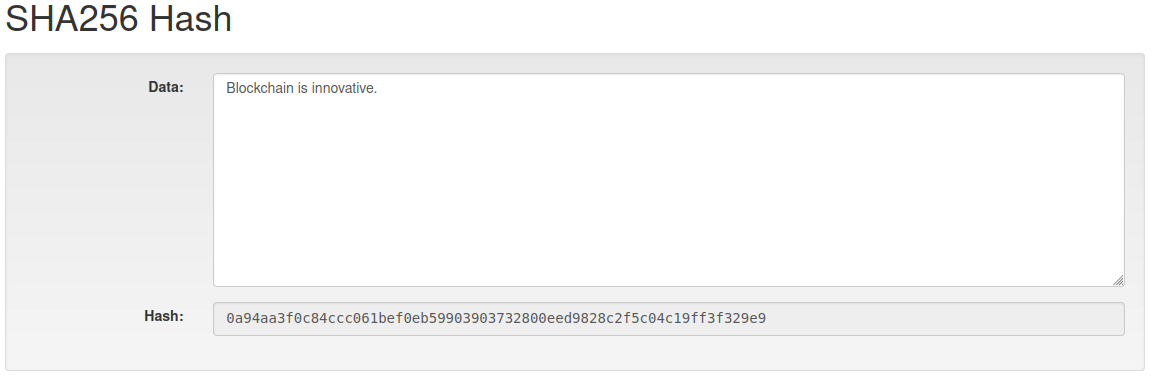 SHA256 Hash
Data:
Blockchain is innovative.
Hash:
0a94aa3f0c84ccc061bef0eb59903903732800eed9828c2f5c04c19ff3f329e9